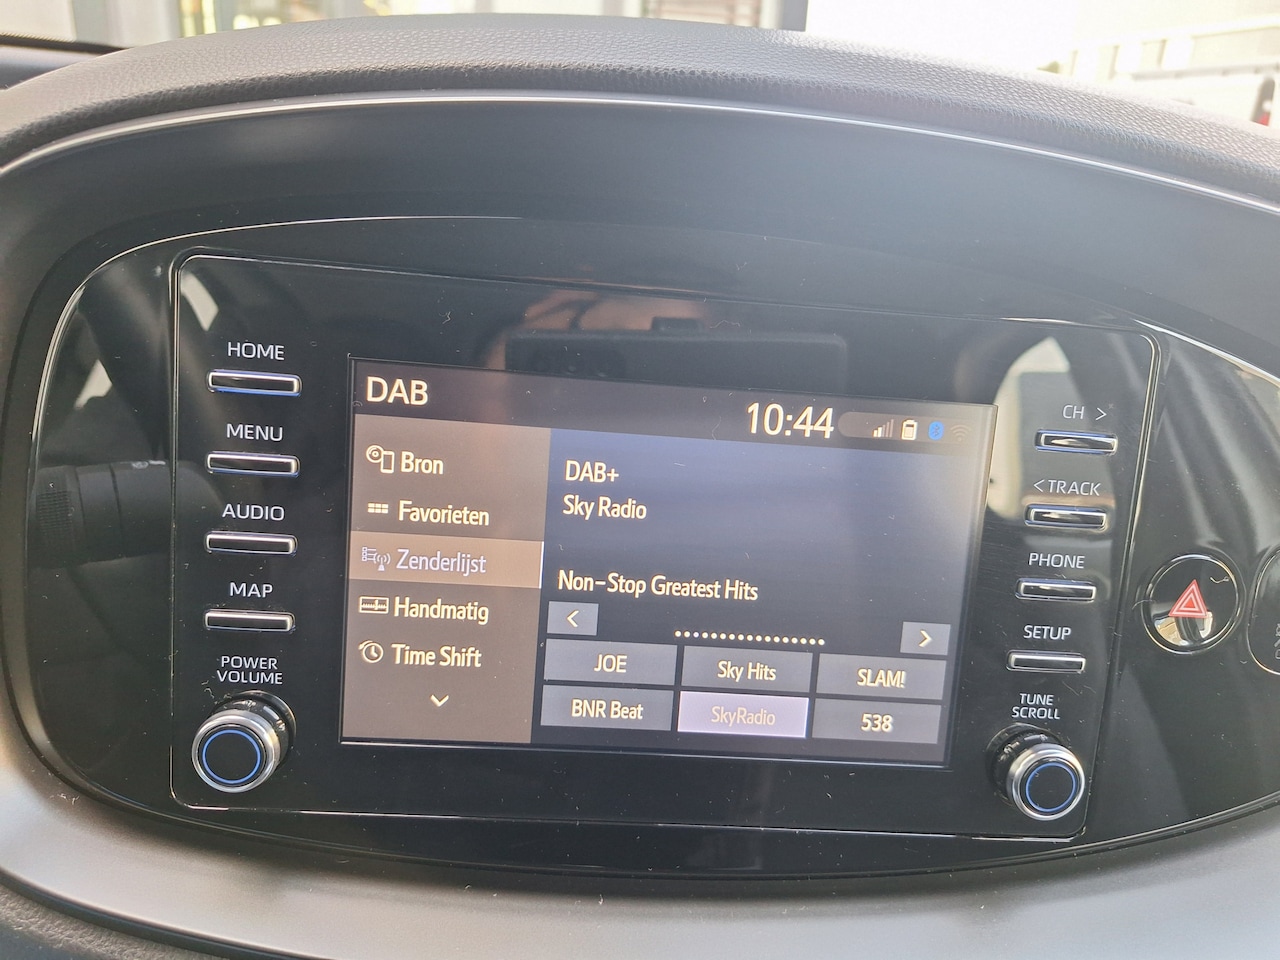 HOME
MENU
AUDIO
MAP
POWER
VOLUME
DAB
10:44
Bron
Favorieten
Zenderlijst
Handmatig
Time Shift
DAB+
Sky Radio
Non-Stop Greatest Hits
<
>
JOE
Sky Hits
SLAM!
BNR Beat
SkyRadio
538
CH >
< TRACK
PHONE
SETUP
TUNE
SCROLL